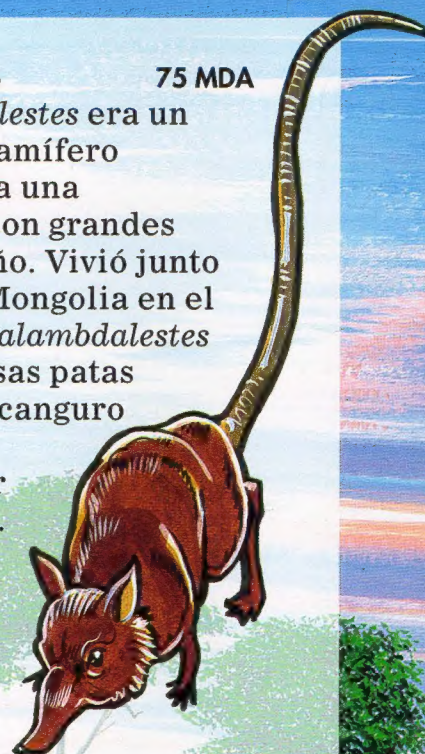 75 MDA
lestes era un
amífero
a una
on grandes
ño. Vivió junto
Mongolia en el
alambdalestes
sas patas
canguro
r
.